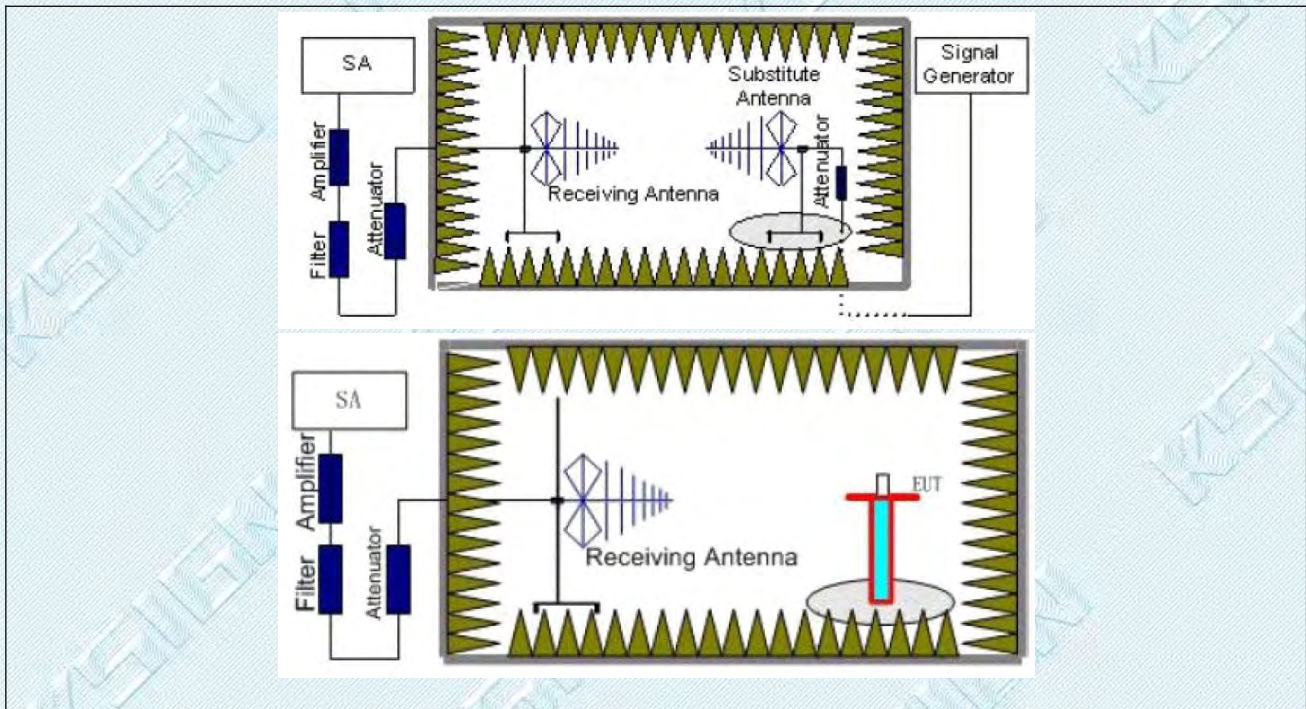 SA
Amplifier
Filter
Attenuator
Receiving Antenna
Substitute
Antenna
Attenuator
Signal
Generator
SA
Amplifier
Filter
Attenuator
Receiving Antenna
EUT